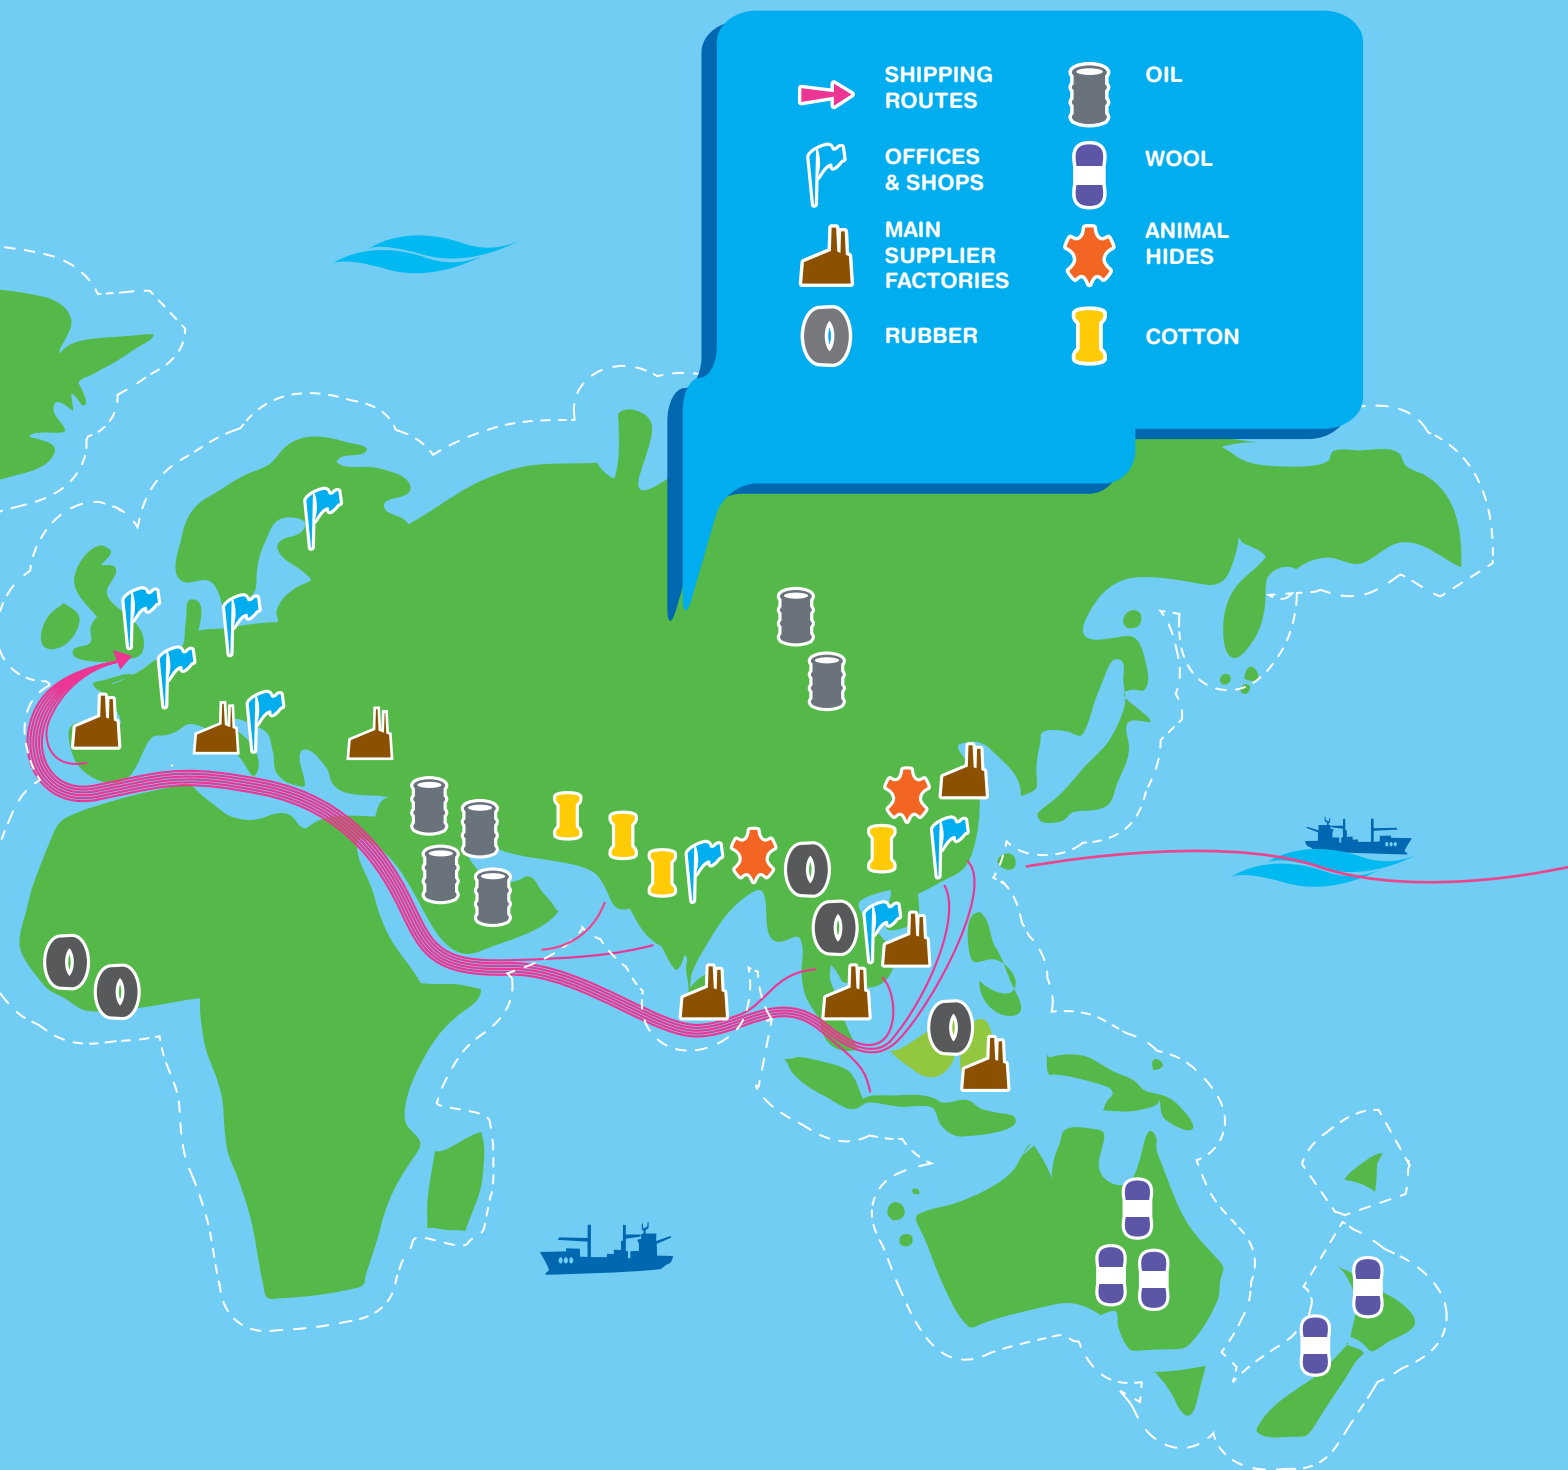 SHIPPING
ROUTES
OFFICES
& SHOPS
MAIN
SUPPLIER
FACTORIES
RUBBER
OIL
WOOL
ANIMAL
HIDES
COTTON